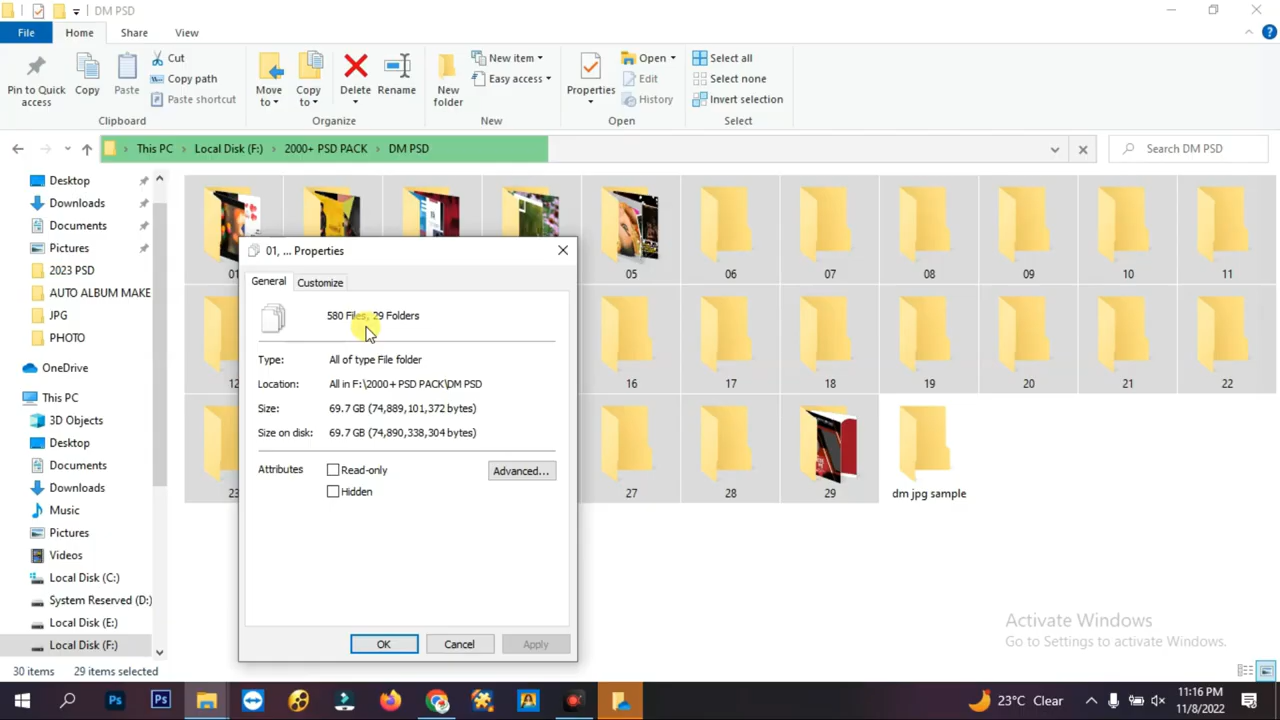 DM PSD
File Home Share View
Pin to Quick access
Copy
Paste
Cut
Copy path
Paste shortcut
Clipboard
Move to
Copy to
Delete
Rename
Organize
New folder
New item
Easy access
New
Properties
Open
Edit
History
Open
Select all
Select none
Invert selection
Select
This PC > Local Disk (F:) > 2000+ PSD PACK > DM PSD
Search DM PSD
Desktop
Downloads
Documents
Pictures
2023 PSD
AUTO ALBUM MAKE
JPG
PHOTO
OneDrive
This PC
3D Objects
Desktop
Documents
Downloads
Music
Pictures
Videos
Local Disk (C:)
System Reserved (D:)
Local Disk (E:)
Local Disk (F:)
01 05 06 07 08 09 10 11
12 16 17 18 19 20 21 22
23 27 28 29 dm jpg sample
01, ... Properties
General Customize
580 Files, 29 Folders
Type: All of type File folder
Location: All in F:\2000+ PSD PACK\DM PSD
Size: 69.7 GB (74,889,101,372 bytes)
Size on disk: 69.7 GB (74,890,338,304 bytes)
Attributes Read-only Advanced...
Hidden
OK Cancel Apply
Activate Windows
Go to Settings to activate Windows.
30 items 29 items selected
Ps Ps
23°C Clear
11:16 PM
11/8/2022